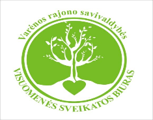 Varėnos rajono savivaldybės
VISUOMENĖS SVEIKATOS BIURAS